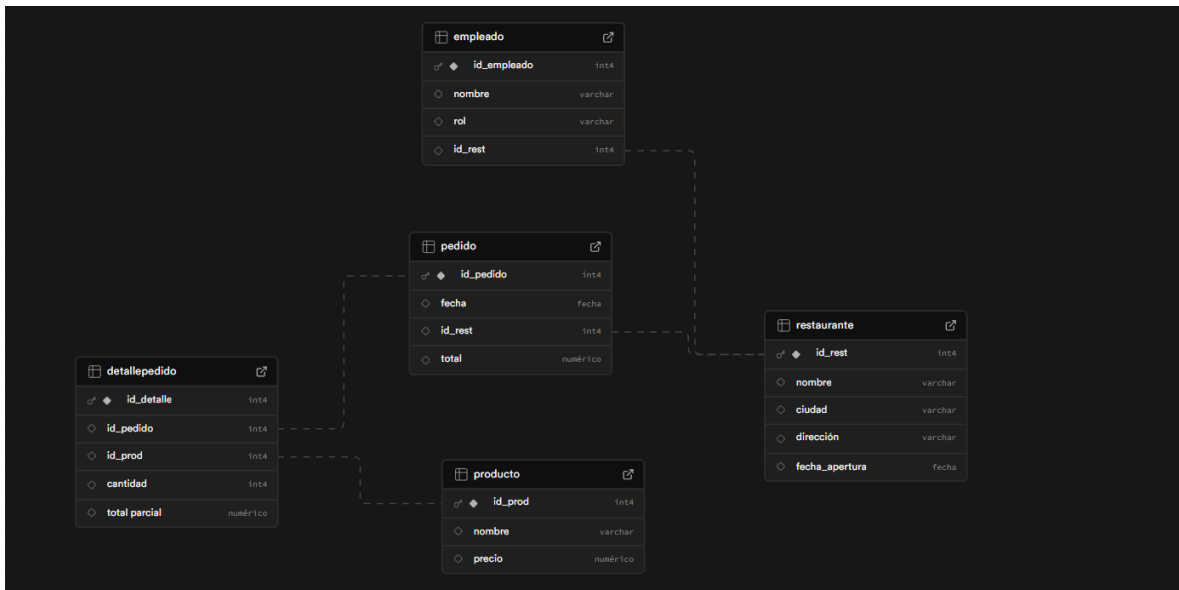 empleado
id_empleado int4
nombre varchar
rol varchar
id_rest int4
pedido
id_pedido int4
fecha fecha
id_rest int4
total numérico
restaurante
id_rest int4
nombre varchar
ciudad varchar
dirección varchar
fecha_apertura fecha
detallepedido
id_detalle int4
id_pedido int4
id_prod int4
cantidad int4
total parcial numérico
producto
id_prod int4
nombre varchar
precio numérico